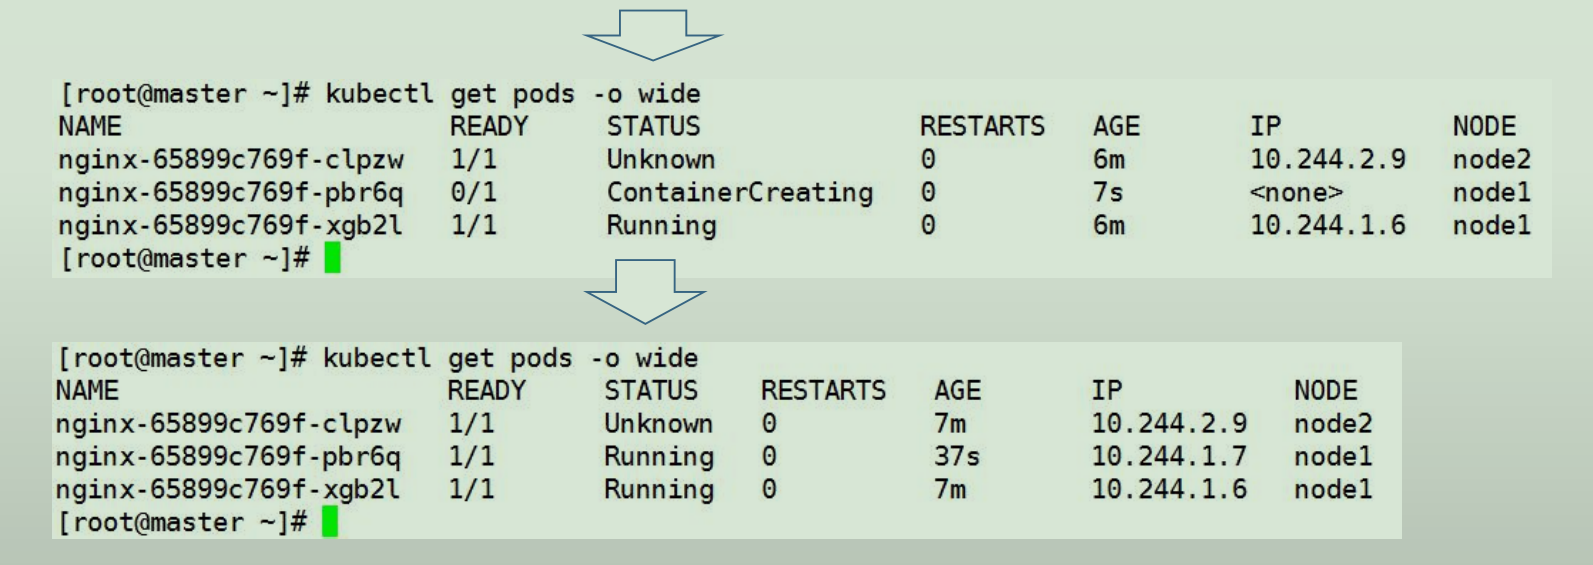 [root@master ~]# kubectl get pods -o wide
NAME READY STATUS RESTARTS AGE IP NODE
nginx-65899c769f-clpzw 1/1 Unknown 0 6m 10.244.2.9 node2
nginx-65899c769f-pbr6q 0/1 ContainerCreating 0 7s <none> node1
nginx-65899c769f-xgb2l 1/1 Running 0 6m 10.244.1.6 node1
[root@master ~]#
[root@master ~]# kubectl get pods -o wide
NAME READY STATUS RESTARTS AGE IP NODE
nginx-65899c769f-clpzw 1/1 Unknown 0 7m 10.244.2.9 node2
nginx-65899c769f-pbr6q 1/1 Running 0 37s 10.244.1.7 node1
nginx-65899c769f-xgb2l 1/1 Running 0 7m 10.244.1.6 node1
[root@master ~]#